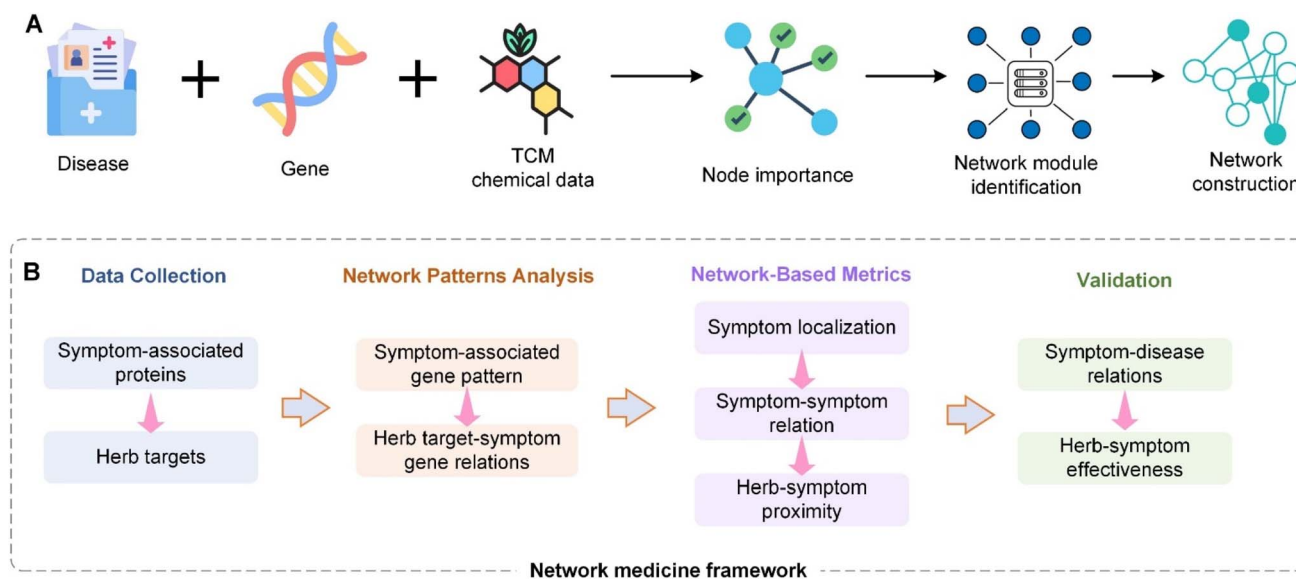 A
Disease
Gene
TCM
chemical data
Node importance
Network module
identification
Network
construction
B
Data Collection
Symptom-associated
proteins
Herb targets
Network Patterns Analysis
Symptom-associated
gene pattern
Herb target-symptom
gene relations
Network-Based Metrics
Symptom localization
Symptom-symptom
relation
Herb-symptom
proximity
Validation
Symptom-disease
relations
Herb-symptom
effectiveness
Network medicine framework